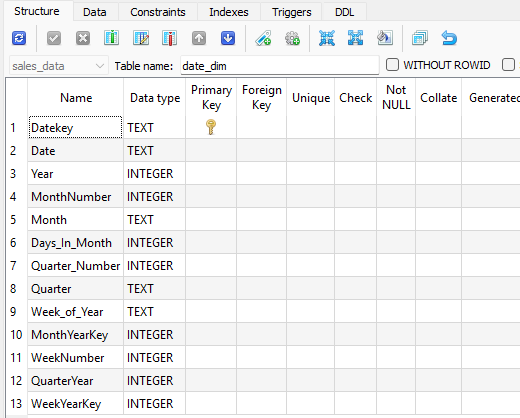 Structure Data Constraints Indexes Triggers DDL
sales_data Table name: date_dim WITHOUT ROWID
Name Data type Primary Key Foreign Key Unique Check Not NULL Collate Generated
1 Datekey TEXT
2 Date TEXT
3 Year INTEGER
4 MonthNumber INTEGER
5 Month TEXT
6 Days_In_Month INTEGER
7 Quarter_Number INTEGER
8 Quarter TEXT
9 Week_of_Year TEXT
10 MonthYearKey INTEGER
11 WeekNumber INTEGER
12 QuarterYear INTEGER
13 WeekYearKey INTEGER